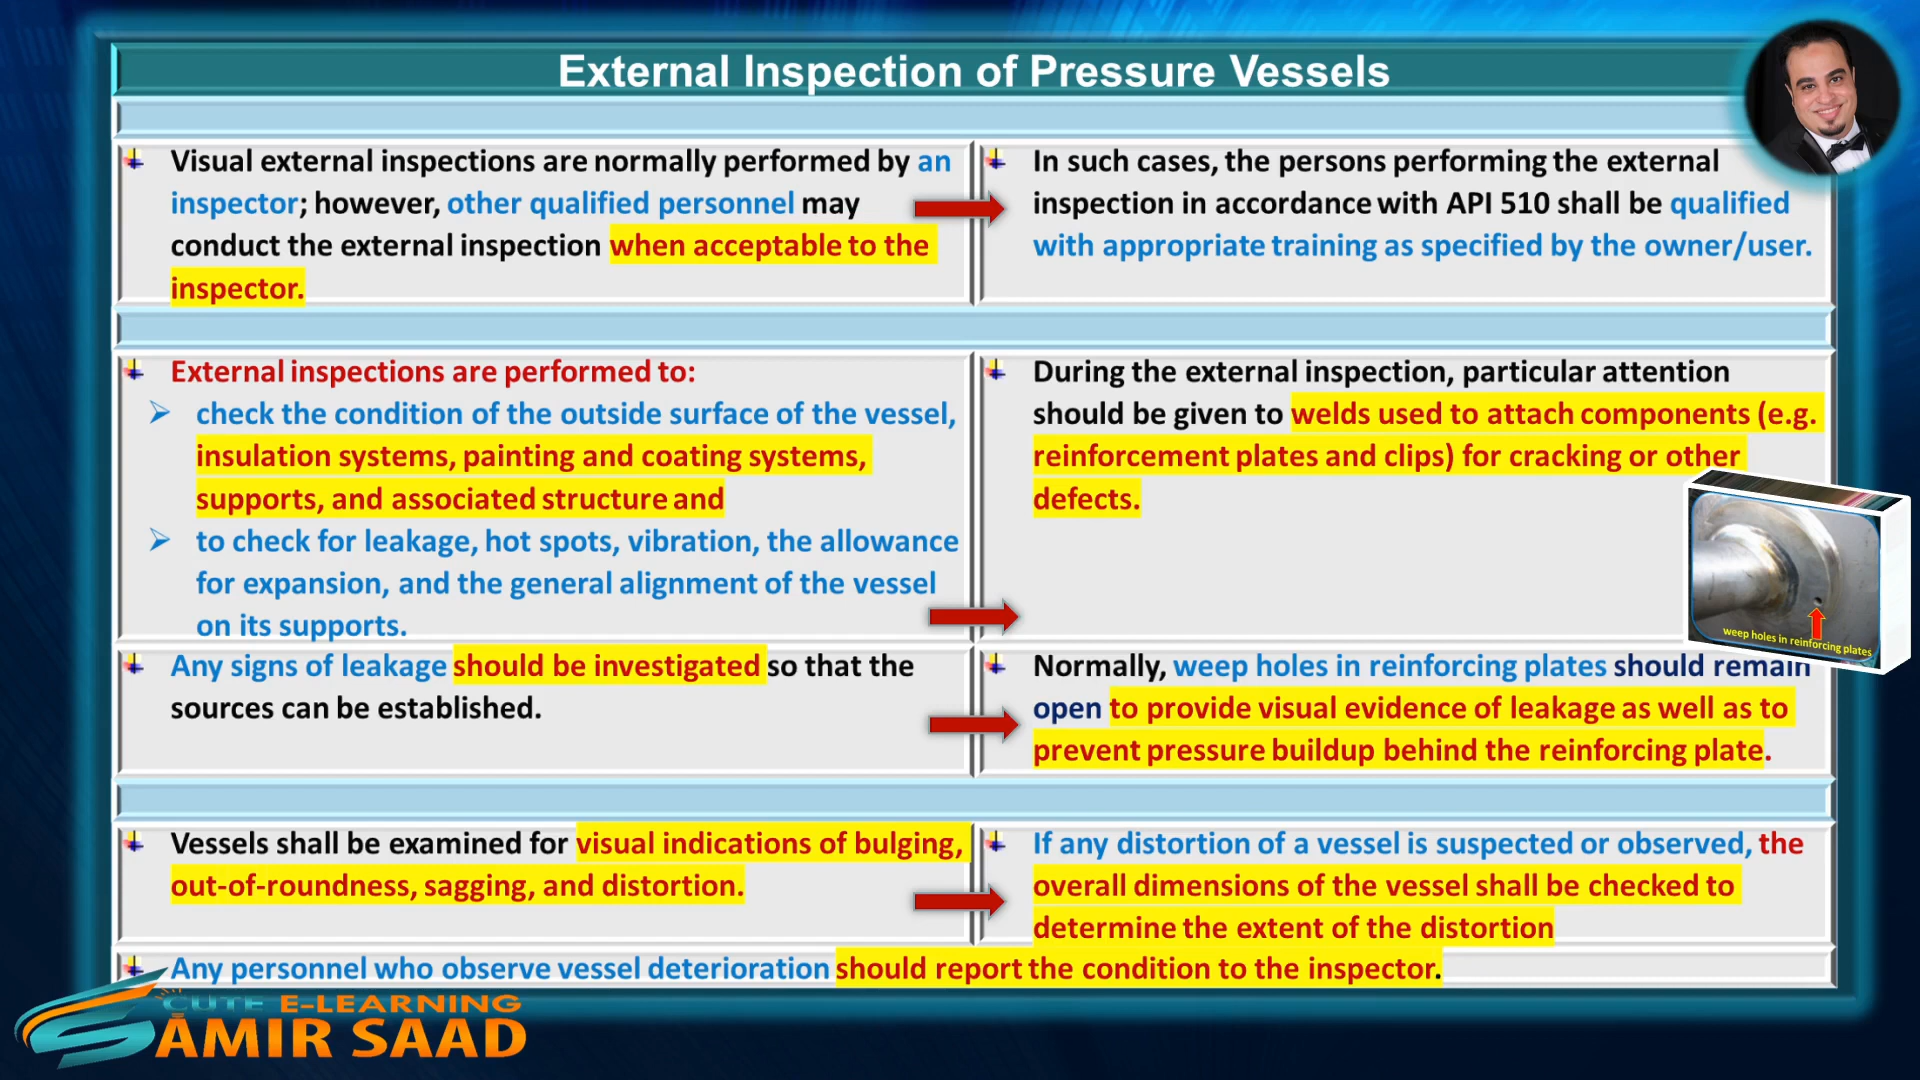 External Inspection of Pressure Vessels
Visual external inspections are normally performed by an
inspector; however, other qualified personnel may
conduct the external inspection when acceptable to the
inspector.
In such cases, the persons performing the external
inspection in accordance with API 510 shall be qualified
with appropriate training as specified by the owner/user.
External inspections are performed to:
check the condition of the outside surface of the vessel,
insulation systems, painting and coating systems,
supports, and associated structure and
to check for leakage, hot spots, vibration, the allowance
for expansion, and the general alignment of the vessel
on its supports.
During the external inspection, particular attention
should be given to welds used to attach components (e.g.
reinforcement plates and clips) for cracking or other
defects.
weep holes in reinforcing plates
Any signs of leakage should be investigated so that the
sources can be established.
Normally, weep holes in reinforcing plates should remain
open to provide visual evidence of leakage as well as to
prevent pressure buildup behind the reinforcing plate.
Vessels shall be examined for visual indications of bulging,
out-of-roundness, sagging, and distortion.
If any distortion of a vessel is suspected or observed, the
overall dimensions of the vessel shall be checked to
determine the extent of the distortion
Any personnel who observe vessel deterioration should report the condition to the inspector.
CUTE E-LEARNING
AMIR SAAD